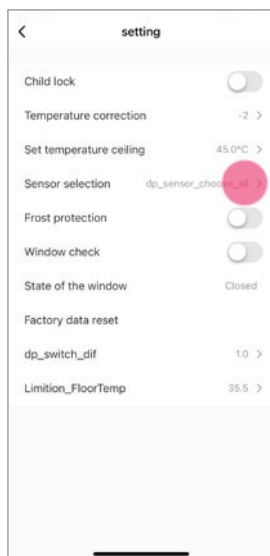 setting
Child lock
Temperature correction -2
Set temperature ceiling 45.0°C
Sensor selection dp_sensor_choose_all
Frost protection
Window check
State of the window Closed
Factory data reset
dp_switch_dif 1.0
Limition_FloorTemp 35.5